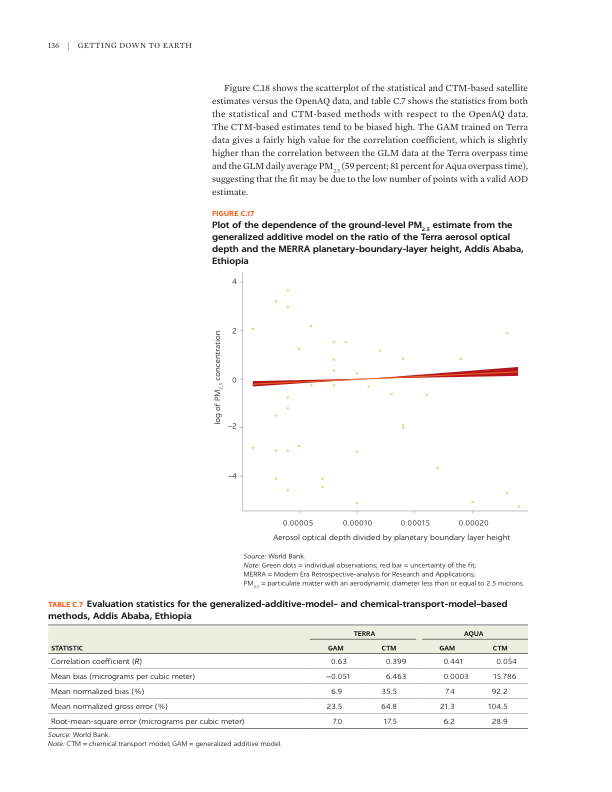 136 | GETTING DOWN TO EARTH
Figure C.18 shows the scatterplot of the statistical and CTM-based satellite
estimates versus the OpenAQ data, and table C.7 shows the statistics from both
the statistical and CTM-based methods with respect to the OpenAQ data.
The CTM-based estimates tend to be biased high. The GAM trained on Terra
data gives a fairly high value for the correlation coefficient, which is slightly
higher than the correlation between the GLM data at the Terra overpass time
and the GLM daily average PM2.5 (59 percent; 81 percent for Aqua overpass time),
suggesting that the fit may be due to the low number of points with a valid AOD
estimate.
FIGURE C.17
Plot of the dependence of the ground-level PM2.5 estimate from the
generalized additive model on the ratio of the Terra aerosol optical
depth and the MERRA planetary-boundary-layer height, Addis Ababa,
Ethiopia
4
2
0
−2
−4
log of PM2.5 concentration
0.00005 0.00010 0.00015 0.00020
Aerosol optical depth divided by planetary boundary layer height
Source: World Bank.
Note: Green dots = individual observations; red bar = uncertainty of the fit;
MERRA = Modern Era Retrospective-analysis for Research and Applications;
PM2.5 = particulate matter with an aerodynamic diameter less than or equal to 2.5 microns.
TABLE C.7 Evaluation statistics for the generalized-additive-model– and chemical-transport-model–based
methods, Addis Ababa, Ethiopia
TERRA AQUA
STATISTIC GAM CTM GAM CTM
Correlation coefficient (R) 0.63 0.399 0.441 0.054
Mean bias (micrograms per cubic meter) −0.051 6.463 0.0003 15.786
Mean normalized bias (%) 6.9 35.5 7.4 92.2
Mean normalized gross error (%) 23.5 64.8 21.3 104.5
Root-mean-square error (micrograms per cubic meter) 7.0 17.5 6.2 28.9
Source: World Bank.
Note: CTM = chemical transport model; GAM = generalized additive model.